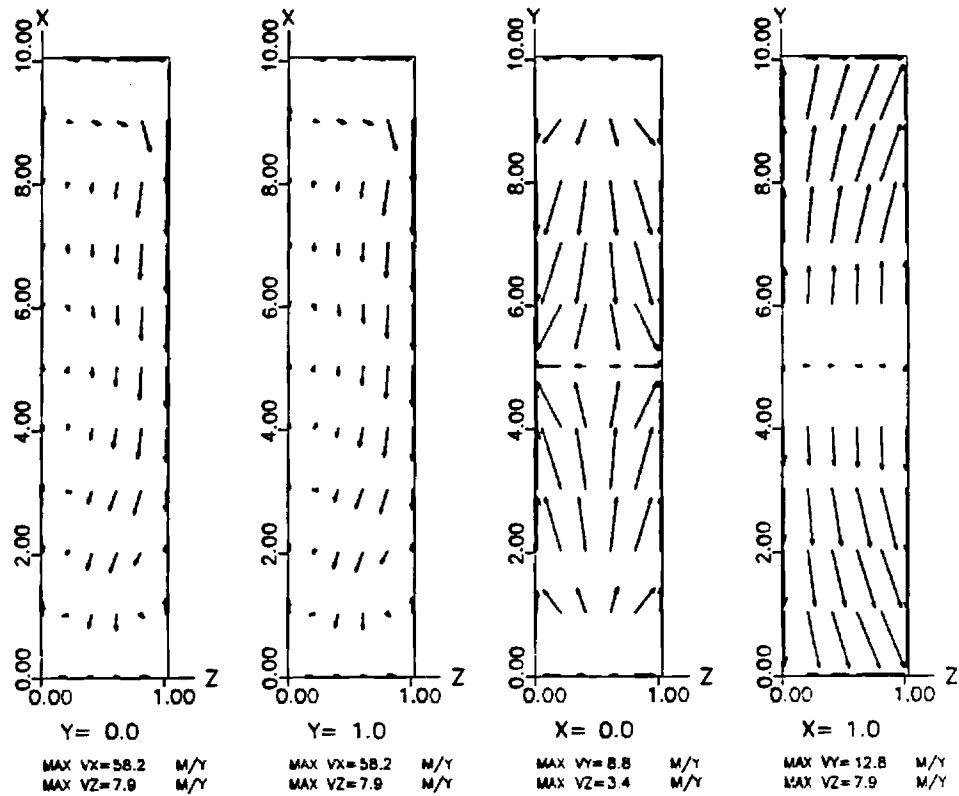 X X Y Y
10.00 10.00 10.00 10.00
8.00 8.00 8.00 8.00
6.00 6.00 6.00 6.00
4.00 4.00 4.00 4.00
2.00 2.00 2.00 2.00
0.00 0.00 0.00 0.00
Z Z Z Z
0.00 1.00 0.00 1.00 0.00 1.00 0.00 1.00
Y= 0.0 Y= 1.0 X= 0.0 X= 1.0
MAX VX=58.2 M/Y MAX VX=58.2 M/Y MAX VY=8.8 M/Y MAX VY=12.8 M/Y
MAX VZ=7.9 M/Y MAX VZ=7.9 M/Y MAX VZ=3.4 M/Y MAX VZ=7.9 M/Y